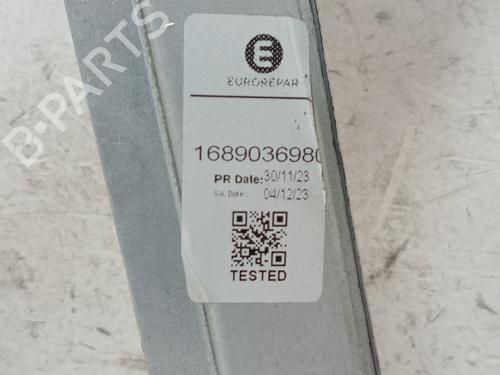 B-PARTS
E
EUROREPAR
1689036980
PR Date: 30/11/23
SA Date: 04/12/23
TESTED